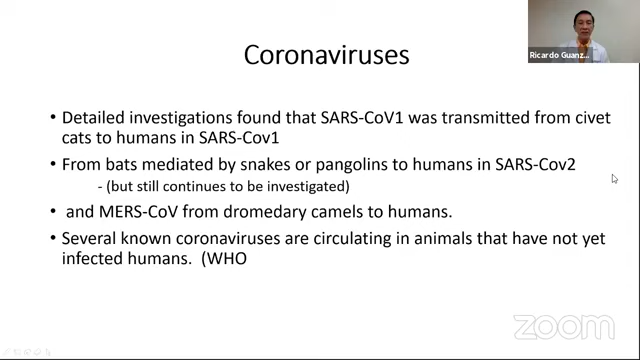 Ricardo Guanz...
Coronaviruses
• Detailed investigations found that SARS-CoV1 was transmitted from civet
cats to humans in SARS-Cov1
• From bats mediated by snakes or pangolins to humans in SARS-Cov2
- (but still continues to be investigated)
• and MERS-CoV from dromedary camels to humans.
• Several known coronaviruses are circulating in animals that have not yet
infected humans. (WHO
zoom